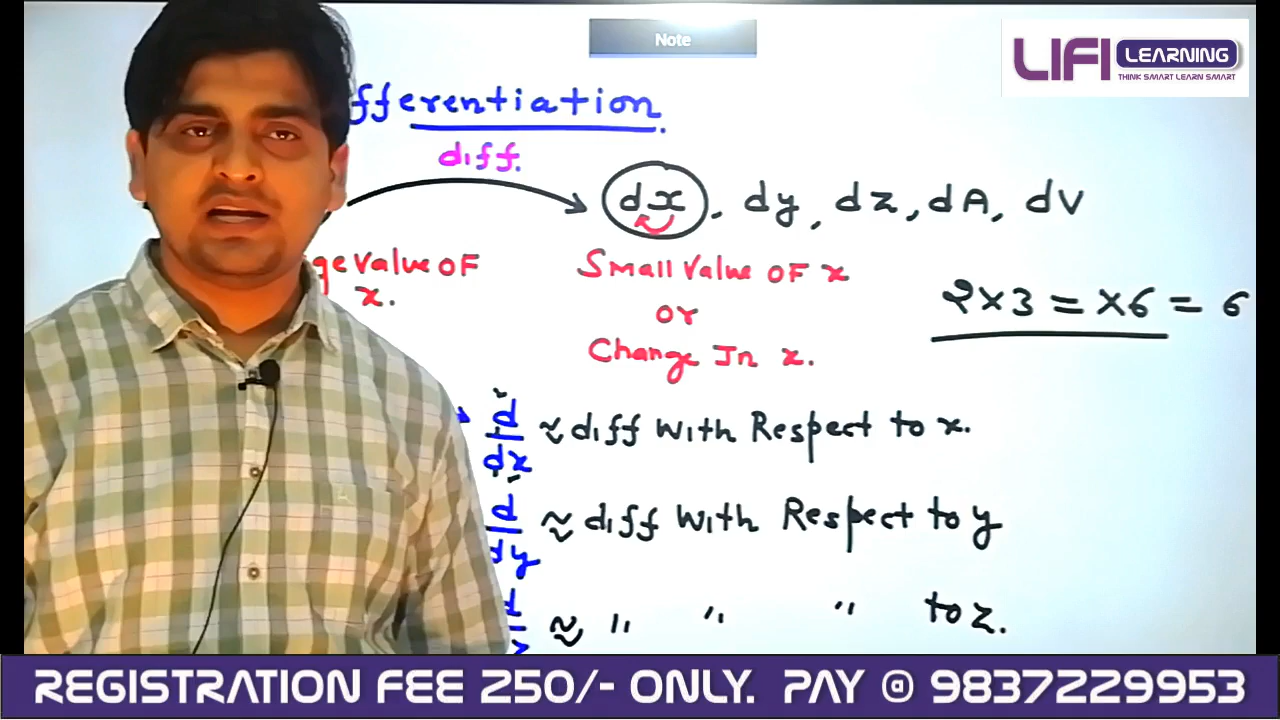 Note
LIFI LEARNING
THINK SMART LEARN SMART
fferentiation.
diff.
dx, dy, dz, dA, dV
ge Value OF
x.
Small Value OF x
or
Change In x.
2×3 = ×6 = 6
d/dx ≈ diff With Respect to x.
d/dy ≈ diff With Respect to y
d ≈ " " " to z.
REGISTRATION FEE 250/- ONLY. PAY @ 9837229953